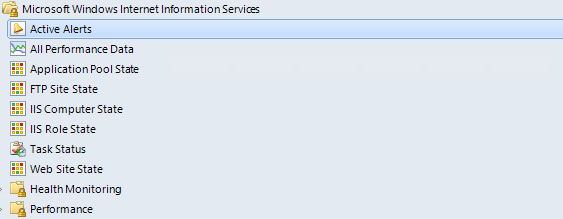 Microsoft Windows Internet Information Services
Active Alerts
All Performance Data
Application Pool State
FTP Site State
IIS Computer State
IIS Role State
Task Status
Web Site State
Health Monitoring
Performance